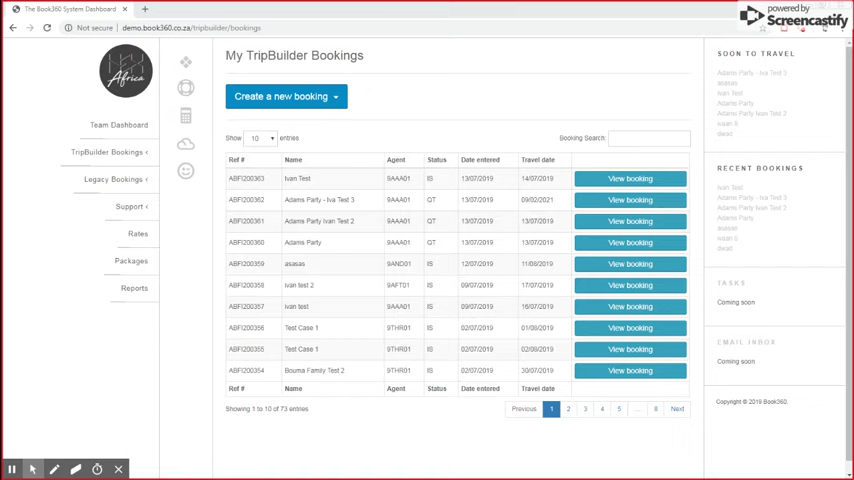 The Book360 System Dashboard
powered by
Screencastify
Not secure
demo.book360.co.za/tripbuilder/bookings
Africa
Team Dashboard
TripBuilder Bookings
Legacy Bookings
Support
Rates
Packages
Reports
My TripBuilder Bookings
Create a new booking
Show 10 entries
Booking Search:
Ref # Name Agent Status Date entered Travel date
ABFI200363 Ivan Test 9AAA01 IS 13/07/2019 14/07/2019 View booking
ABFI200362 Adams Party - Iva Test 3 9AAA01 QT 13/07/2019 09/02/2021 View booking
ABFI200361 Adams Party Ivan Test 2 9AAA01 QT 13/07/2019 13/07/2019 View booking
ABFI200360 Adams Party 9AAA01 QT 13/07/2019 13/07/2019 View booking
ABFI200359 asasas 9AND01 IS 12/07/2019 11/08/2019 View booking
ABFI200358 ivan test 2 9AFT01 IS 09/07/2019 17/07/2019 View booking
ABFI200357 Ivan test 9AAA01 IS 09/07/2019 16/07/2019 View booking
ABFI200356 Test Case 1 9THR01 IS 02/07/2019 01/08/2019 View booking
ABFI200355 Test Case 1 9THR01 IS 02/07/2019 02/08/2019 View booking
ABFI200354 Bouma Family Test 2 9THR01 IS 02/07/2019 30/07/2019 View booking
Ref # Name Agent Status Date entered Travel date
Showing 1 to 10 of 73 entries
Previous 1 2 3 4 5 ... 8 Next
SOON TO TRAVEL
Adams Party - Iva Test 3
asasas
Ivan Test
Adams Party
Adams Party Ivan Test 2
ivaan ti
dwad
RECENT BOOKINGS
Ivan Test
Adams Party - Iva Test 3
Adams Party Ivan Test 2
Adams Party
asasas
ivaan ti
dwad
TASKS
Coming soon
EMAIL INBOX
Coming soon
Copyright © 2019 Book360.